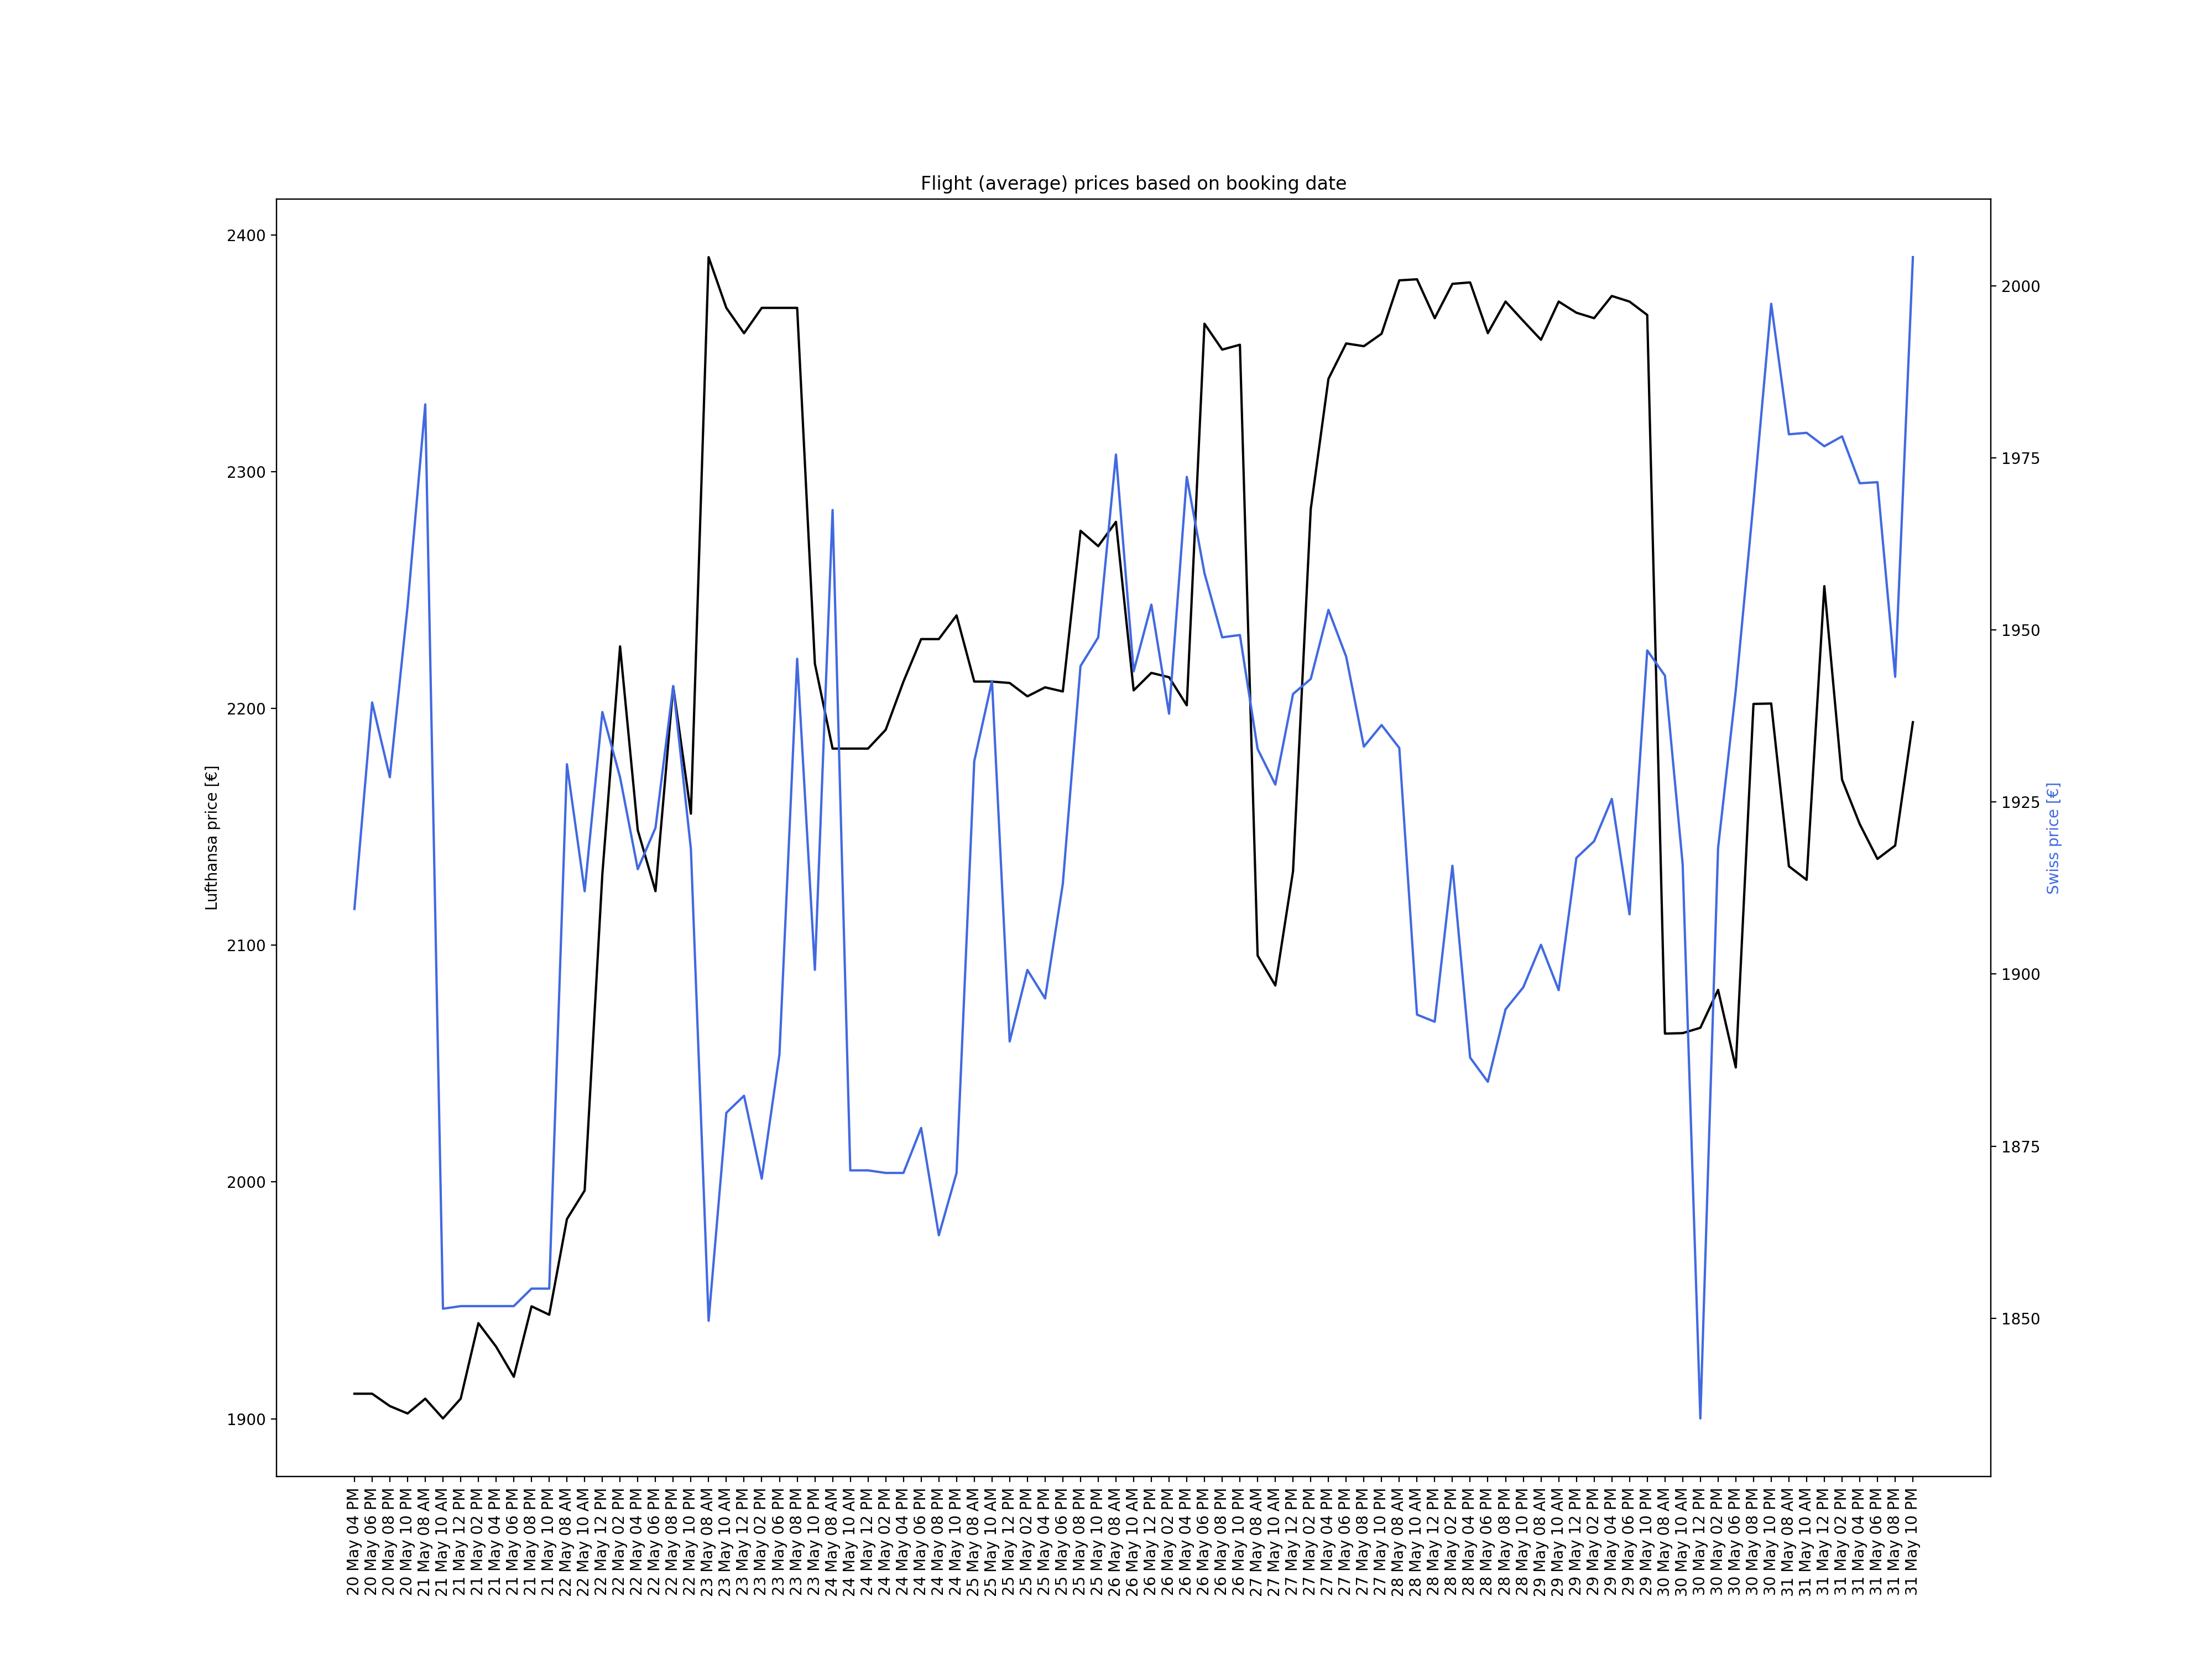 Flight (average) prices based on booking date
2400
2300
2200
2100
2000
1900
Lufthansa price [€]
2000
1975
1950
1925
1900
1875
1850
Swiss price [€]
20 May 04 PM
20 May 06 PM
20 May 08 PM
20 May 10 PM
21 May 08 AM
21 May 10 AM
21 May 12 PM
21 May 02 PM
21 May 04 PM
21 May 06 PM
21 May 08 PM
21 May 10 PM
22 May 08 AM
22 May 10 AM
22 May 12 PM
22 May 02 PM
22 May 04 PM
22 May 06 PM
22 May 08 PM
22 May 10 PM
23 May 08 AM
23 May 10 AM
23 May 12 PM
23 May 02 PM
23 May 06 PM
23 May 08 PM
23 May 10 PM
24 May 08 AM
24 May 10 AM
24 May 12 PM
24 May 02 PM
24 May 04 PM
24 May 06 PM
24 May 08 PM
24 May 10 PM
25 May 08 AM
25 May 10 AM
25 May 12 PM
25 May 02 PM
25 May 04 PM
25 May 06 PM
25 May 08 PM
25 May 10 PM
26 May 08 AM
26 May 10 AM
26 May 12 PM
26 May 02 PM
26 May 04 PM
26 May 06 PM
26 May 08 PM
26 May 10 PM
27 May 08 AM
27 May 10 AM
27 May 12 PM
27 May 02 PM
27 May 04 PM
27 May 06 PM
27 May 08 PM
27 May 10 PM
28 May 08 AM
28 May 10 AM
28 May 12 PM
28 May 02 PM
28 May 04 PM
28 May 06 PM
28 May 08 PM
28 May 10 PM
29 May 08 AM
29 May 10 AM
29 May 12 PM
29 May 02 PM
29 May 04 PM
29 May 06 PM
29 May 10 PM
30 May 08 AM
30 May 10 AM
30 May 12 PM
30 May 02 PM
30 May 06 PM
30 May 08 PM
30 May 10 PM
31 May 08 AM
31 May 10 AM
31 May 12 PM
31 May 02 PM
31 May 04 PM
31 May 06 PM
31 May 08 PM
31 May 10 PM